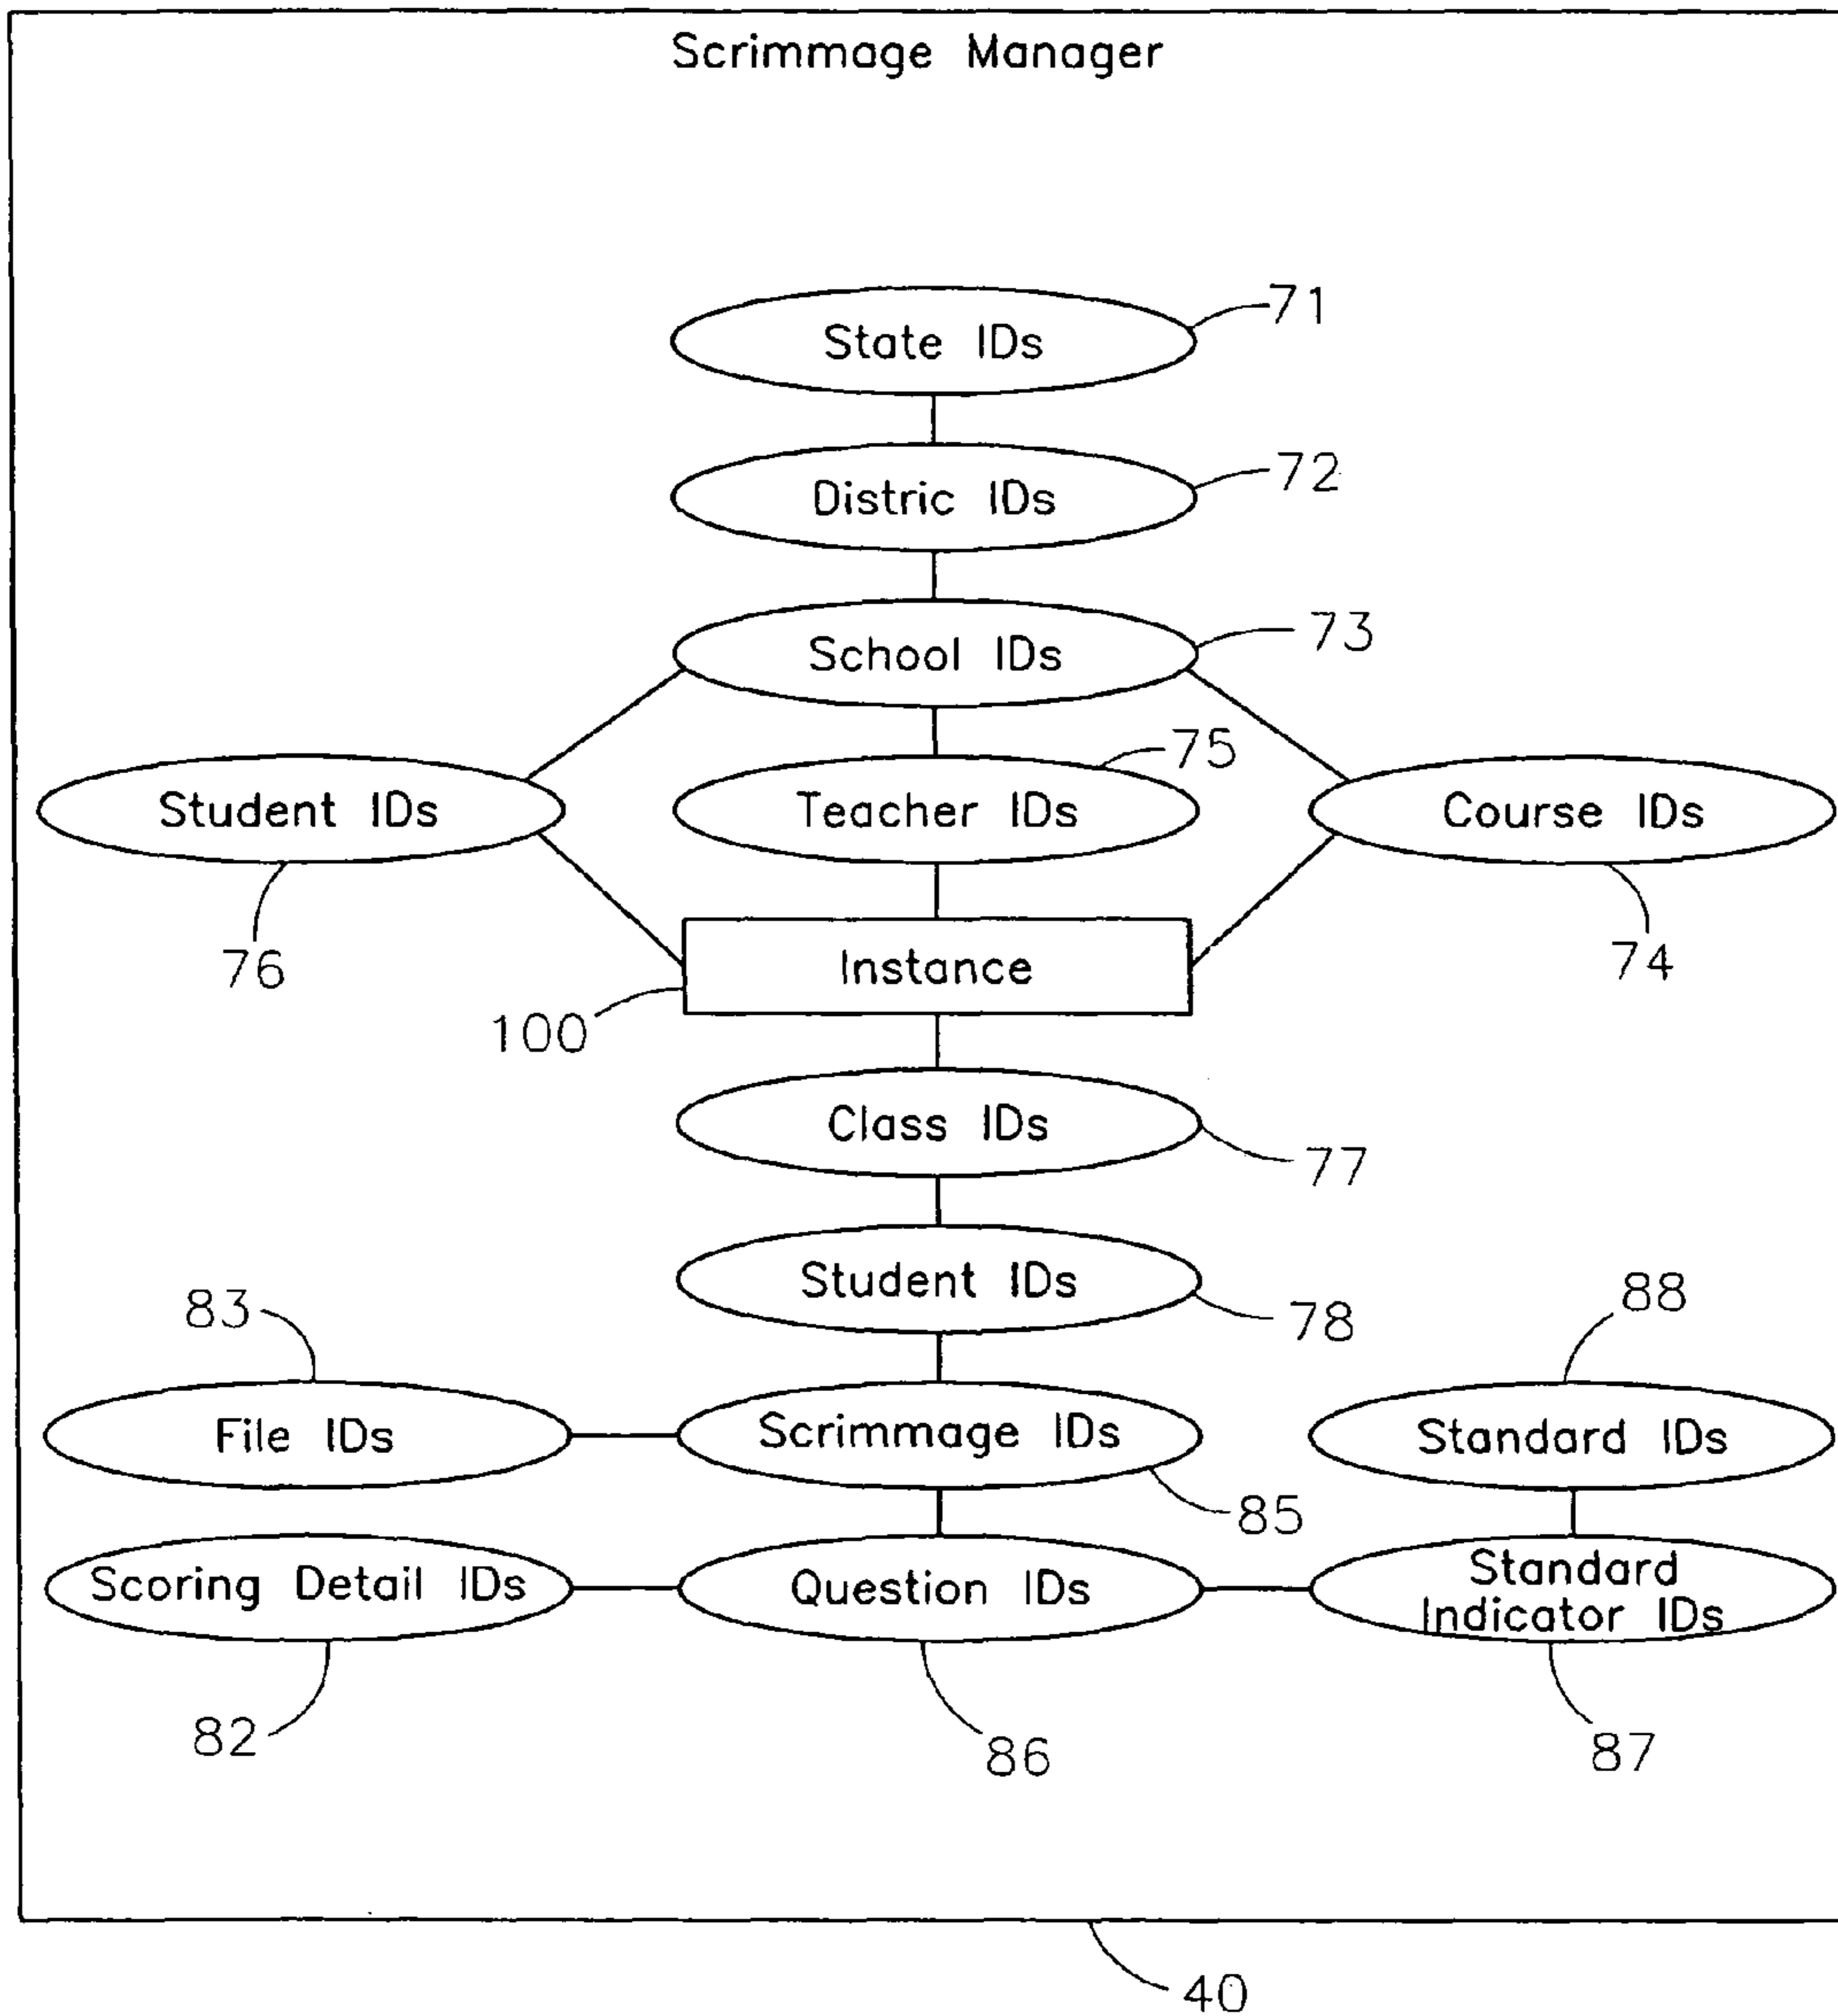 Scrimmage Manager
State IDs
71
Distric IDs
72
School IDs
73
75
Student IDs
Teacher IDs
Course IDs
76
Instance
74
100
Class IDs
77
Student IDs
78
83
88
File IDs
Scrimmage IDs
Standard IDs
85
Scoring Detail IDs
Question IDs
Standard
Indicator IDs
82
86
87
40